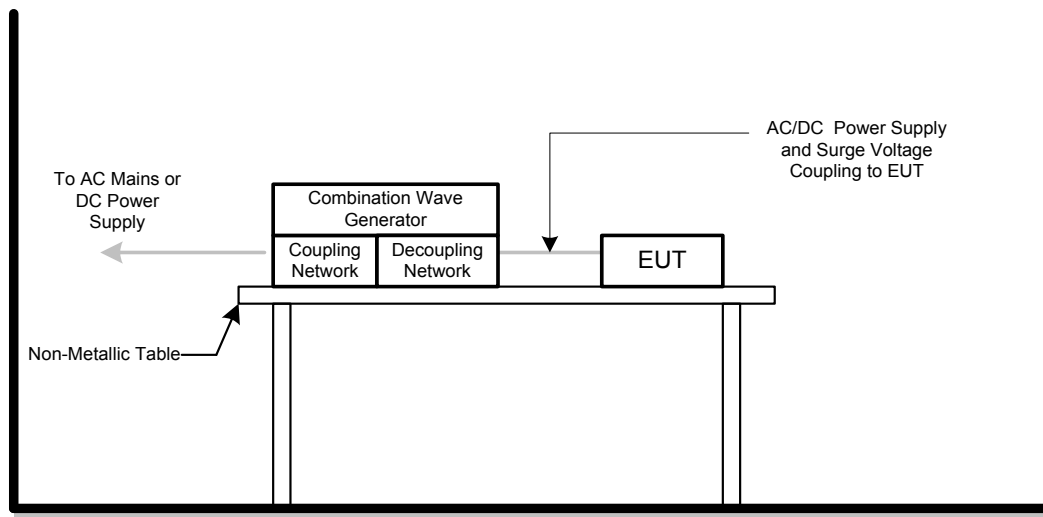 AC/DC Power Supply
and Surge Voltage
Coupling to EUT
To AC Mains or
DC Power
Supply
Combination Wave
Generator
Coupling
Network
Decoupling
Network
EUT
Non-Metallic Table